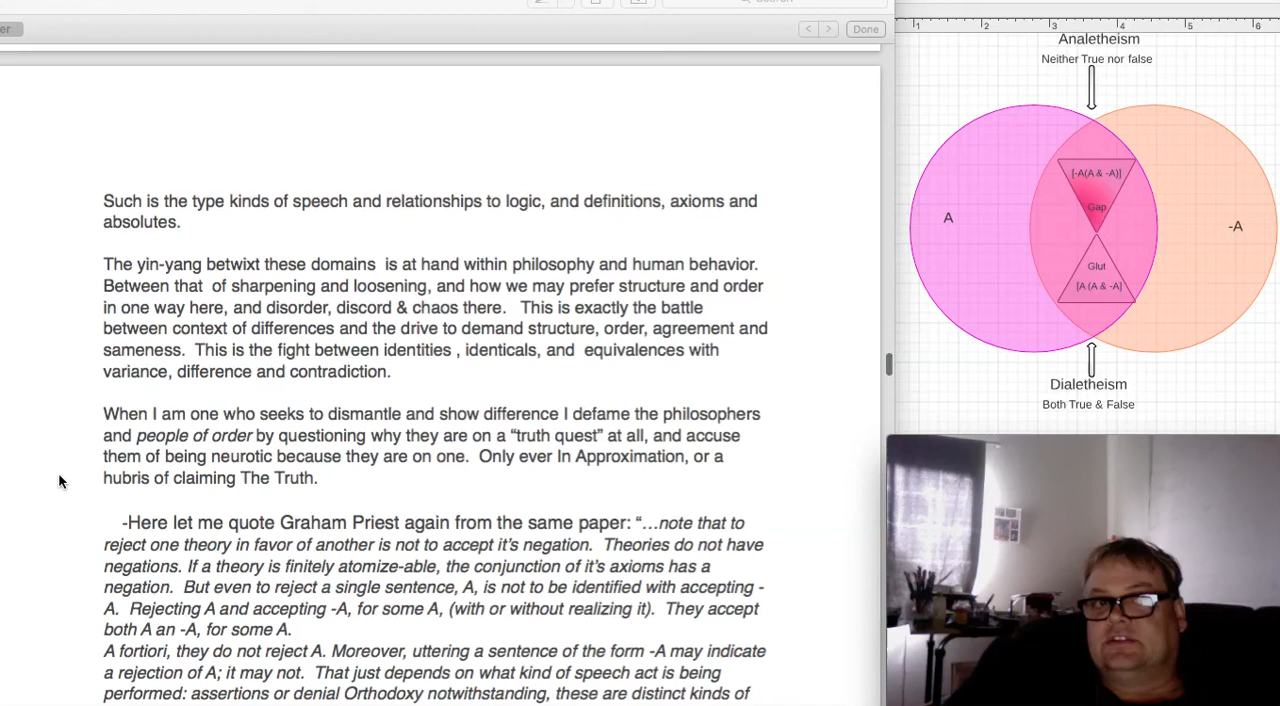 er
Done
Such is the type kinds of speech and relationships to logic, and definitions, axioms and
absolutes.
The yin-yang betwixt these domains  is at hand within philosophy and human behavior.
Between that  of sharpening and loosening, and how we may prefer structure and order
in one way here, and disorder, discord & chaos there.   This is exactly the battle
between context of differences and the drive to demand structure, order, agreement and
sameness.  This is the fight between identities , identicals, and  equivalences with
variance, difference and contradiction.
When I am one who seeks to dismantle and show difference I defame the philosophers
and people of order by questioning why they are on a “truth quest” at all, and accuse
them of being neurotic because they are on one.  Only ever In Approximation, or a
hubris of claiming The Truth.
-Here let me quote Graham Priest again from the same paper: “…note that to
reject one theory in favor of another is not to accept it’s negation.  Theories do not have
negations. If a theory is finitely atomize-able, the conjunction of it’s axioms has a
negation.  But even to reject a single sentence, A, is not to be identified with accepting -
A.  Rejecting A and accepting -A, for some A, (with or without realizing it).  They accept
both A an -A, for some A.
A fortiori, they do not reject A. Moreover, uttering a sentence of the form -A may indicate
a rejection of A; it may not.  That just depends on what kind of speech act is being
performed: assertions or denial Orthodoxy notwithstanding, these are distinct kinds of
1 2 3 4 5 6
Analetheism
Neither True nor false
[-A(A & -A)]
Gap
A
-A
Glut
[A (A & -A]
Dialetheism
Both True & False